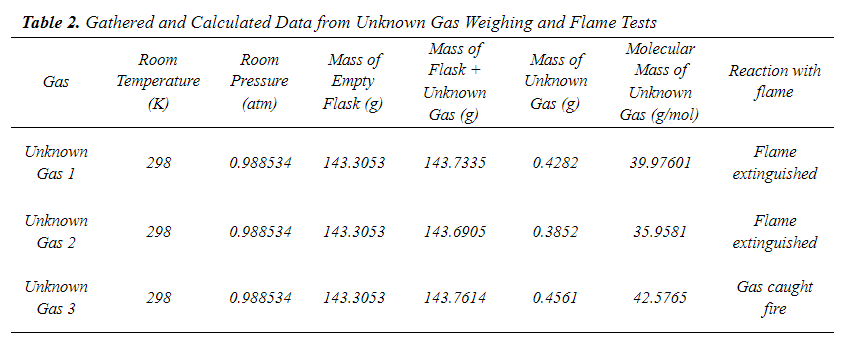 Table 2. Gathered and Calculated Data from Unknown Gas Weighing and Flame Tests
Gas
Room
Temperature
(K)
Room
Pressure
(atm)
Mass of
Empty
Flask (g)
Mass of
Flask +
Unknown
Gas (g)
Mass of
Unknown
Gas (g)
Molecular
Mass of
Unknown
Gas (g/mol)
Reaction with
flame
Unknown
Gas 1
298
0.988534
143.3053
143.7335
0.4282
39.97601
Flame
extinguished
Unknown
Gas 2
298
0.988534
143.3053
143.6905
0.3852
35.9581
Flame
extinguished
Unknown
Gas 3
298
0.988534
143.3053
143.7614
0.4561
42.5765
Gas caught
fire